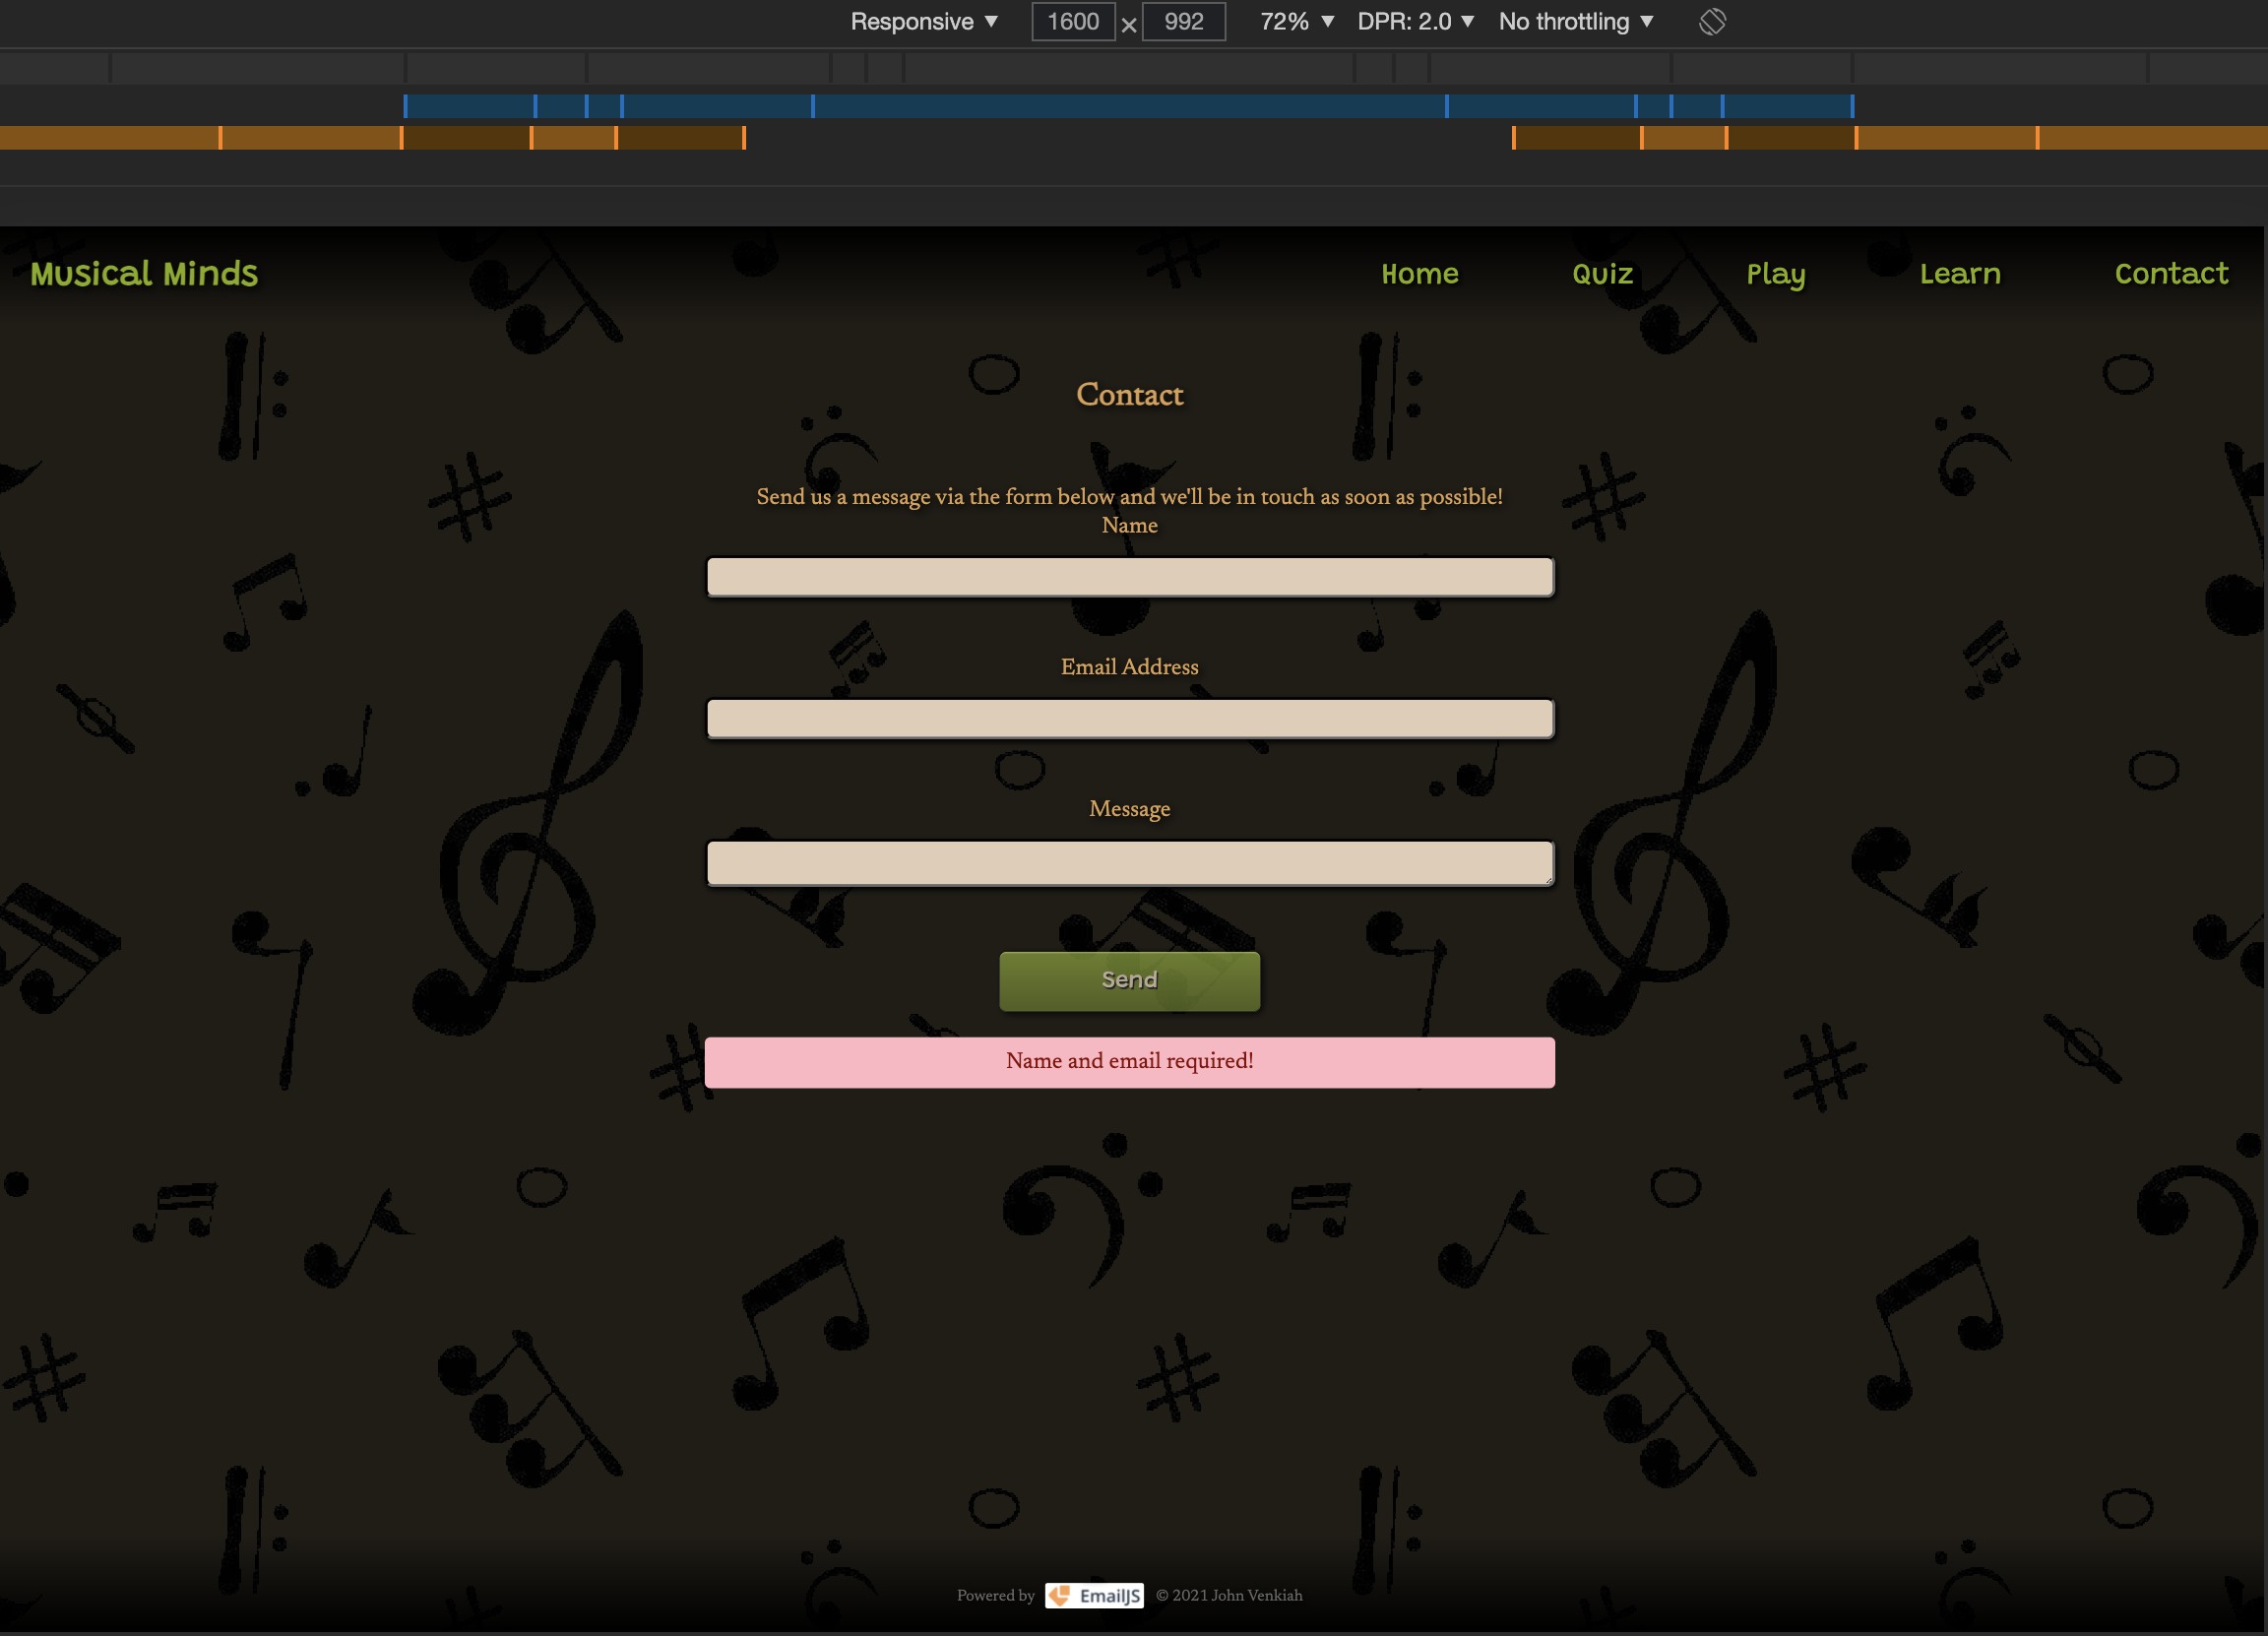 Responsive ▼ 1600 × 992 72% ▼ DPR: 2.0 ▼ No throttling ▼
Musical Minds Home Quiz Play Learn Contact
Contact
Send us a message via the form below and we'll be in touch as soon as possible!
Name
Email Address
Message
Send
Name and email required!
Powered by EmailJS © 2021 John Venkiah